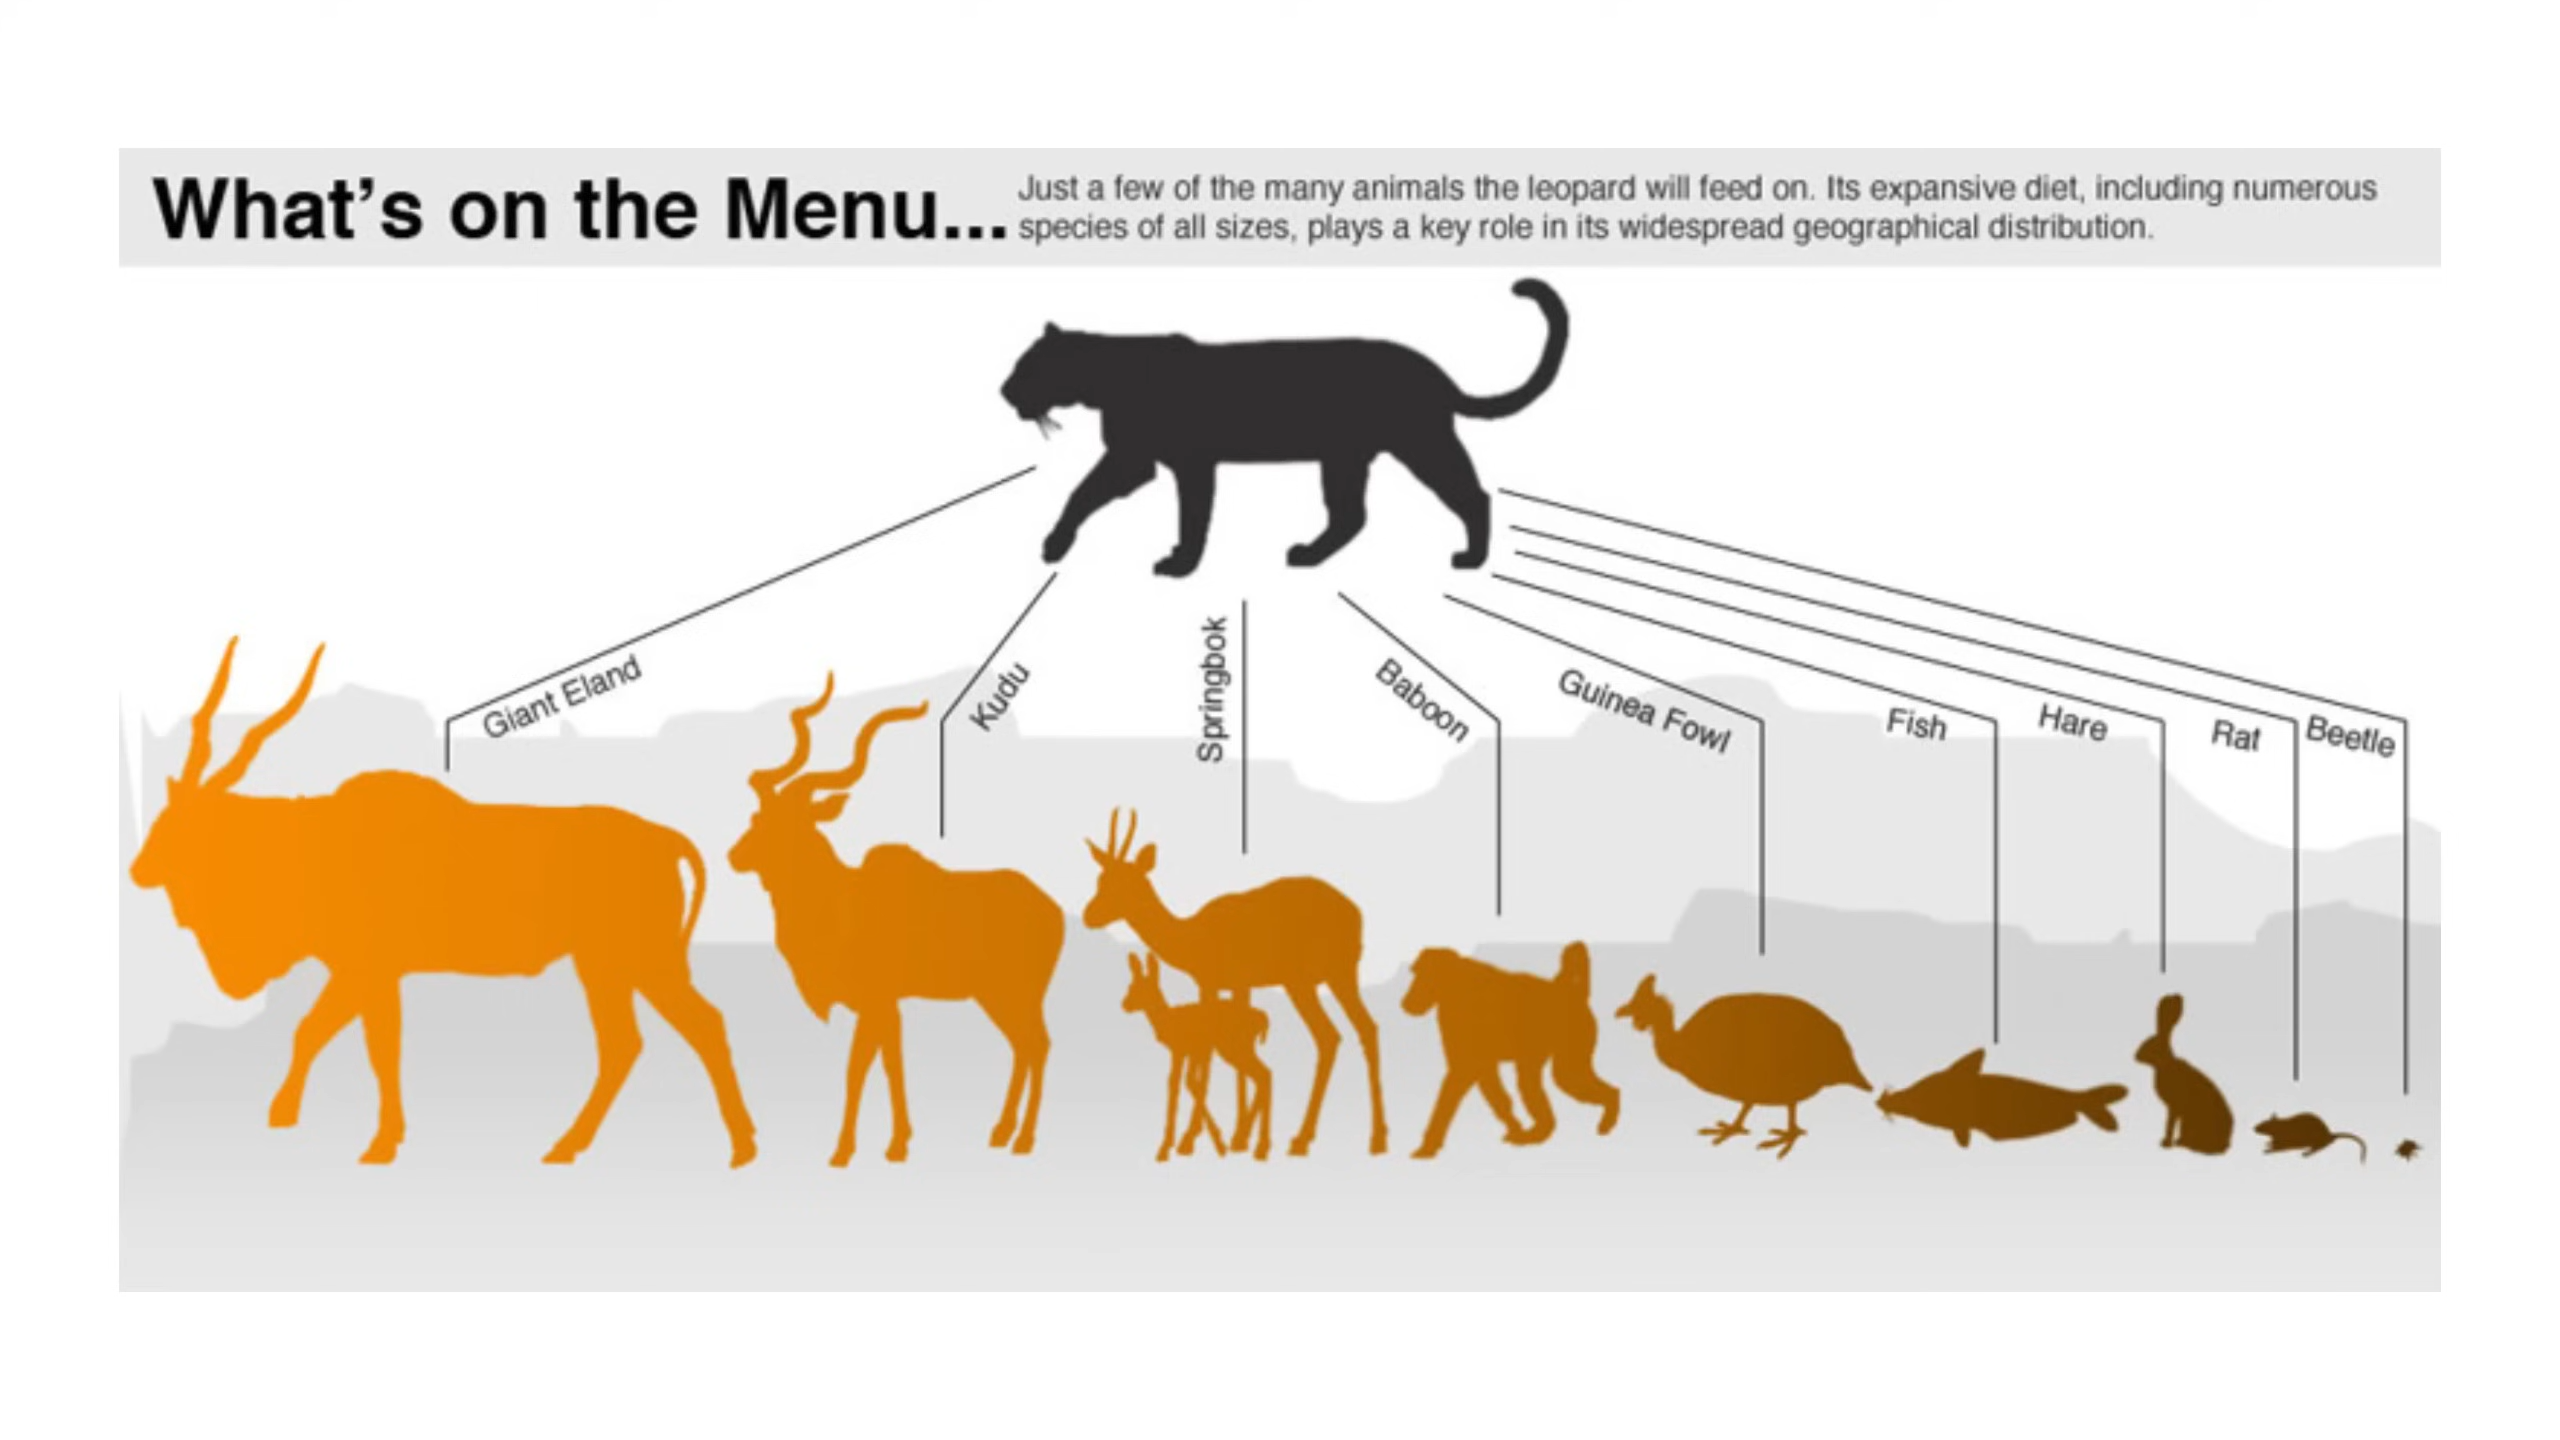 What's on the Menu...
Just a few of the many animals the leopard will feed on. Its expansive diet, including numerous
species of all sizes, plays a key role in its widespread geographical distribution.
Giant Eland
Kudu
Springbok
Baboon
Guinea Fowl
Fish
Hare
Rat
Beetle